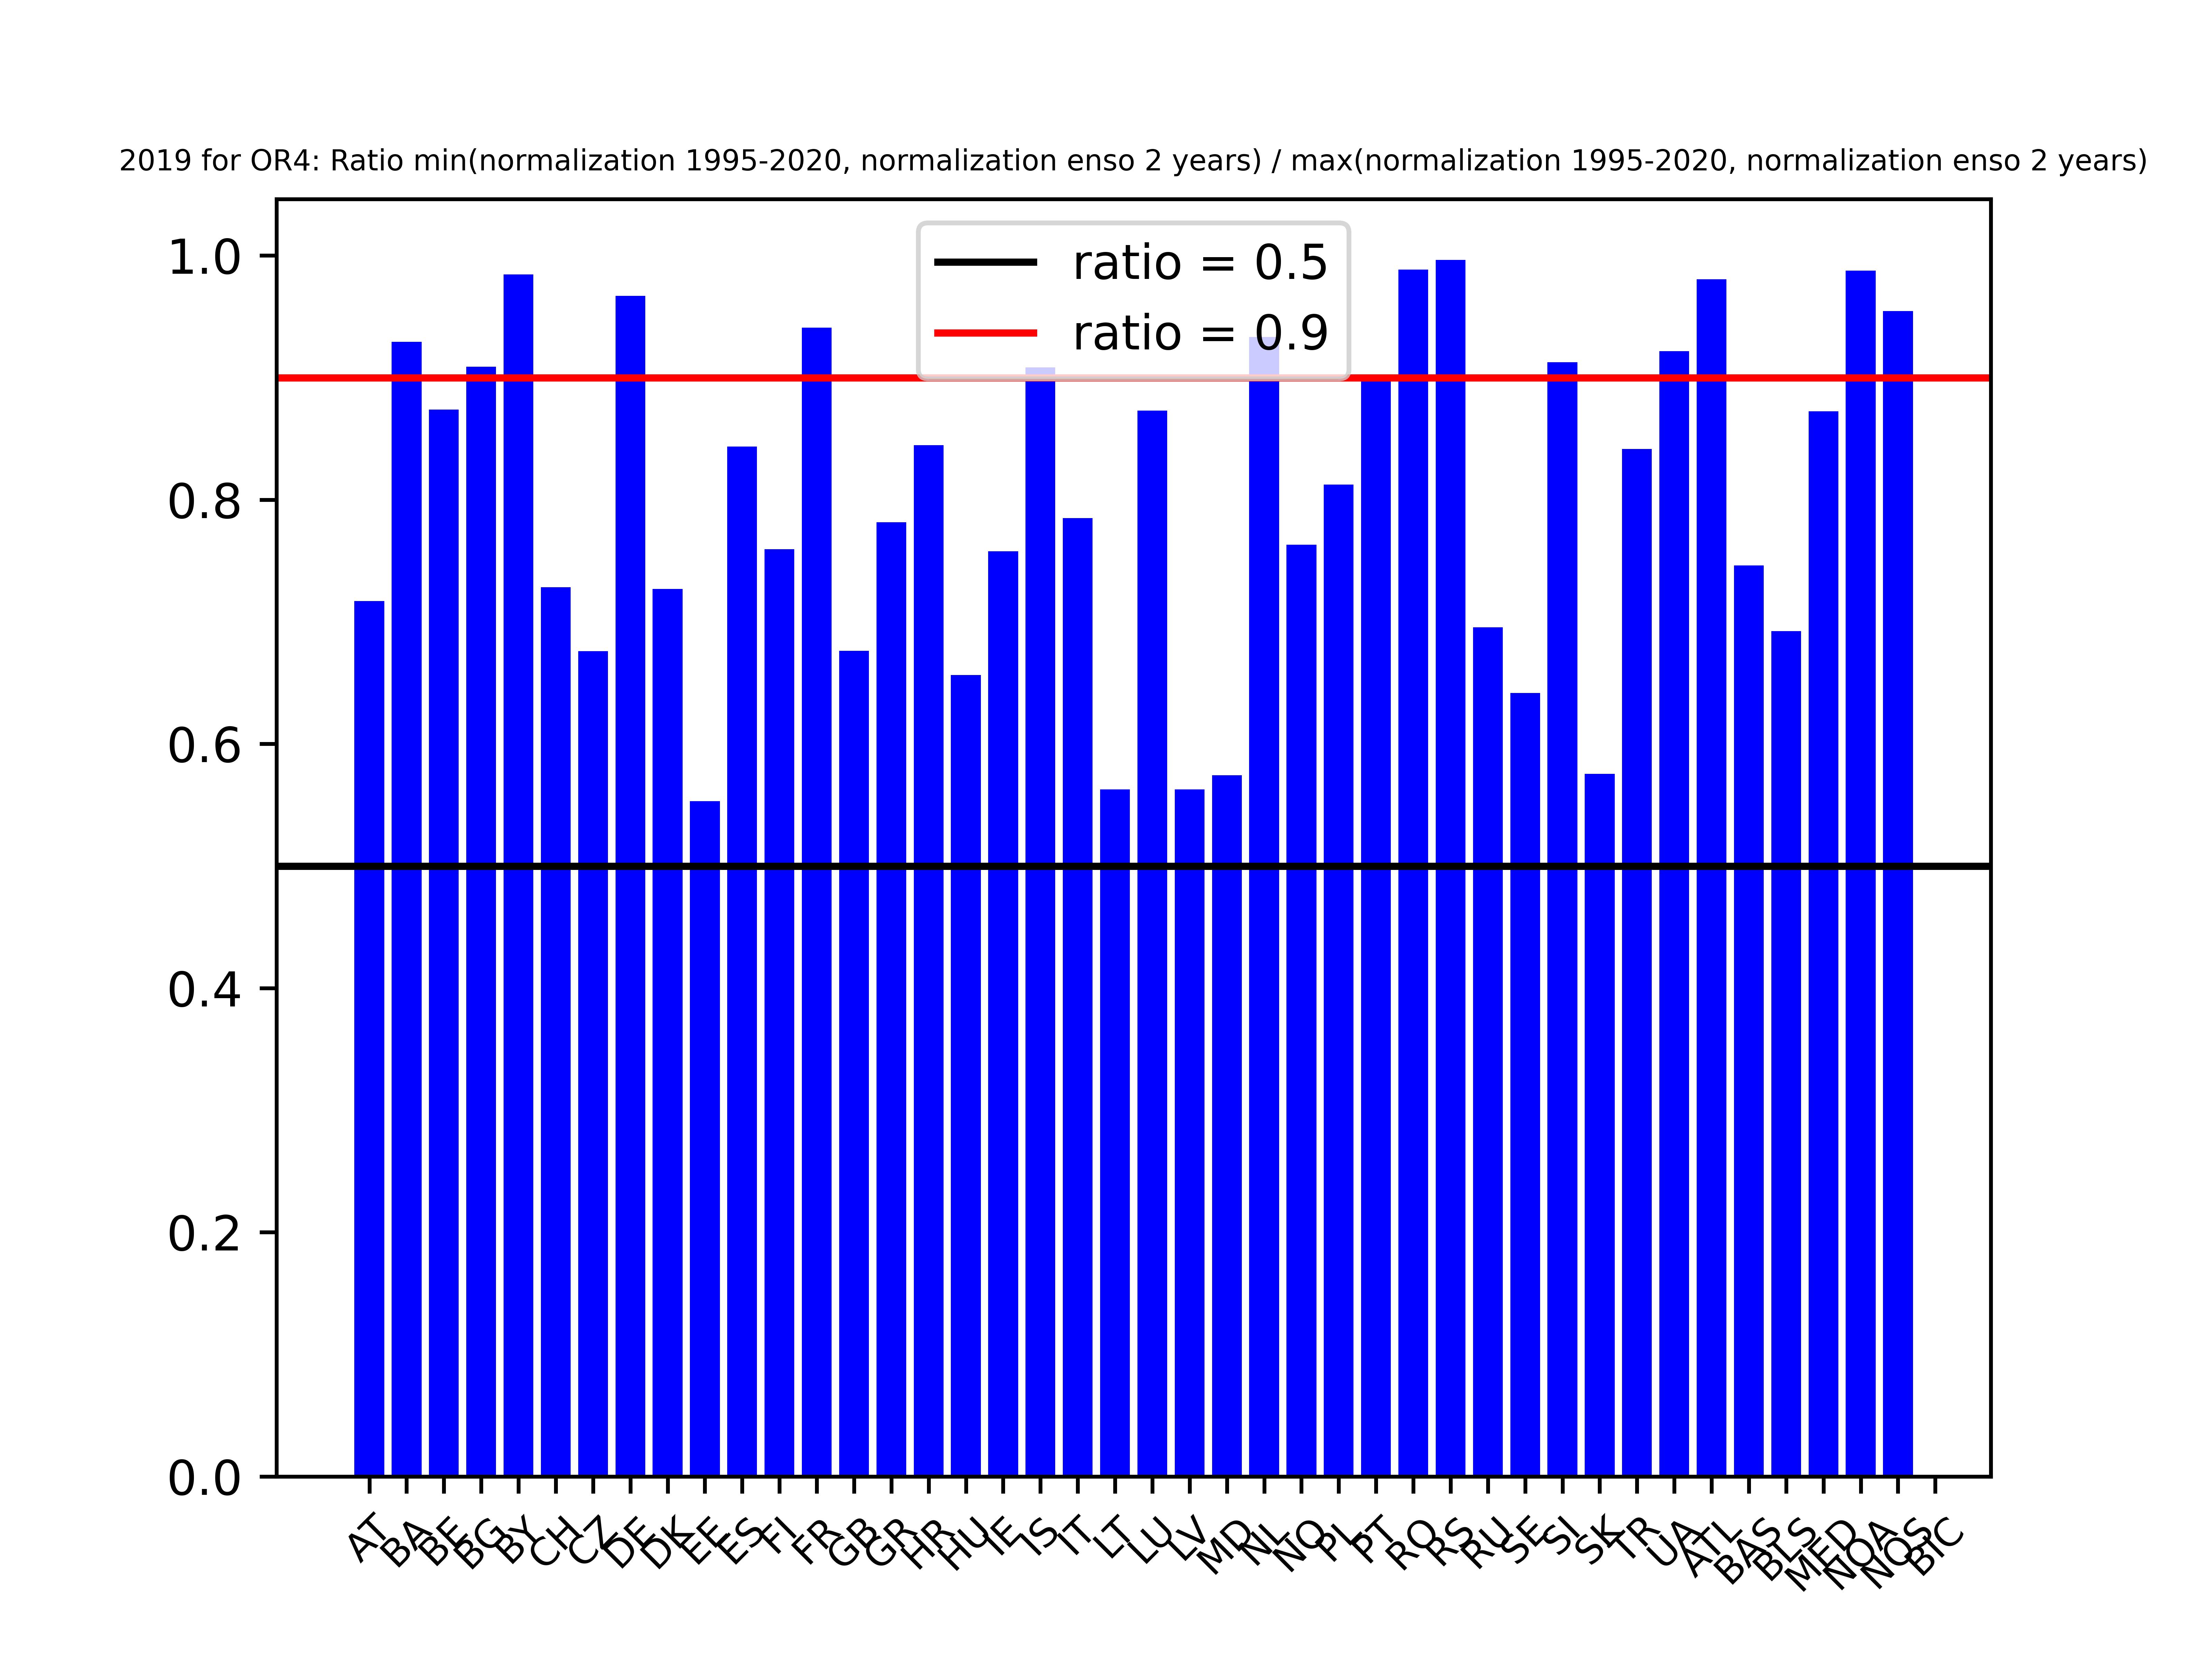 2019 for OR4: Ratio min(normalization 1995-2020, normalization enso 2 years) / max(normalization 1995-2020, normalization enso 2 years)
ratio = 0.5
ratio = 0.9
1.0
0.8
0.6
0.4
0.2
0.0
AT BA BE BG BY CH CZ DE DK EE ES FI FR GB GR HR HU IE IS IT LT LU LV MD NL NO PL PT RO RS RU SE SI SK TR UA ATL BAS BLS MED NOA NOS BIC